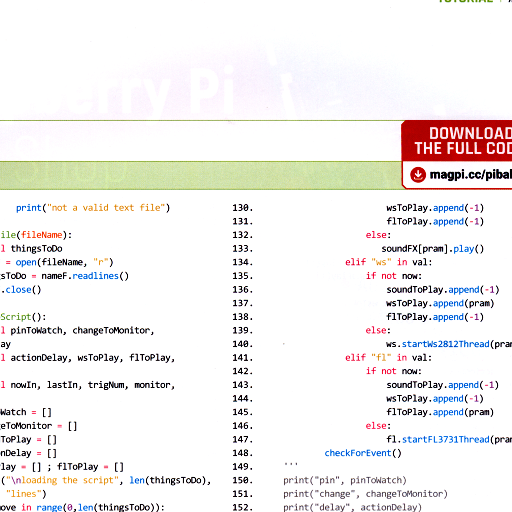 TUTORIAL
DOWNLOAD
THE FULL COD
magpi.cc/pibal
print("not a valid text file")
ile(fileName):
l thingsToDo
= open(fileName, "r")
sToDo = nameF.readlines()
.close()
Script():
l pinToWatch, changeToMonitor,
ay
l actionDelay, wsToPlay, flToPlay,
l nowIn, lastIn, trigNum, monitor,
Watch = []
geToMonitor = []
ToPlay = []
onDelay = []
lay = [] ; flToPlay = []
("\nloading the script", len(thingsToDo),
"lines")
move in range(0,len(thingsToDo)):
130. wsToPlay.append(-1)
131. flToPlay.append(-1)
132. else:
133. soundFX[pram].play()
134. elif "ws" in val:
135. if not now:
136. soundToPlay.append(-1)
137. wsToPlay.append(pram)
138. flToPlay.append(-1)
139. else:
140. ws.startWs2812Thread(pram
141. elif "fl" in val:
142. if not now:
143. soundToPlay.append(-1)
144. wsToPlay.append(-1)
145. flToPlay.append(pram)
146. else:
147. fl.startFL3731Thread(pram
148. checkForEvent()
149. '''
150. print("pin", pinToWatch)
151. print("change", changeToMonitor)
152. print("delay", actionDelay)